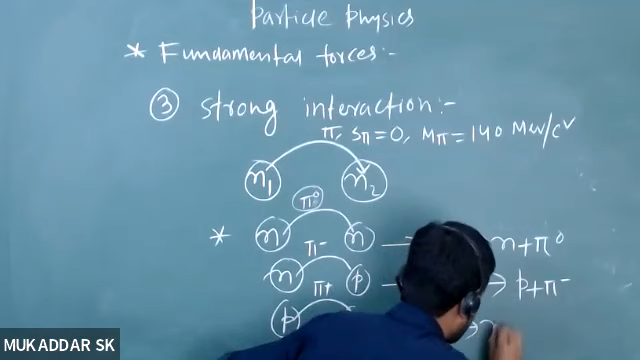 Particle physics
* Fundamental forces:-
③ strong interaction:-
π, Sπ=0, Mπ=140 Mev/c²
n₁ n₂
* n π⁰ n → n+π⁰
n π⁻ p → p+π⁻
p π+ →n
MUKADDAR SK